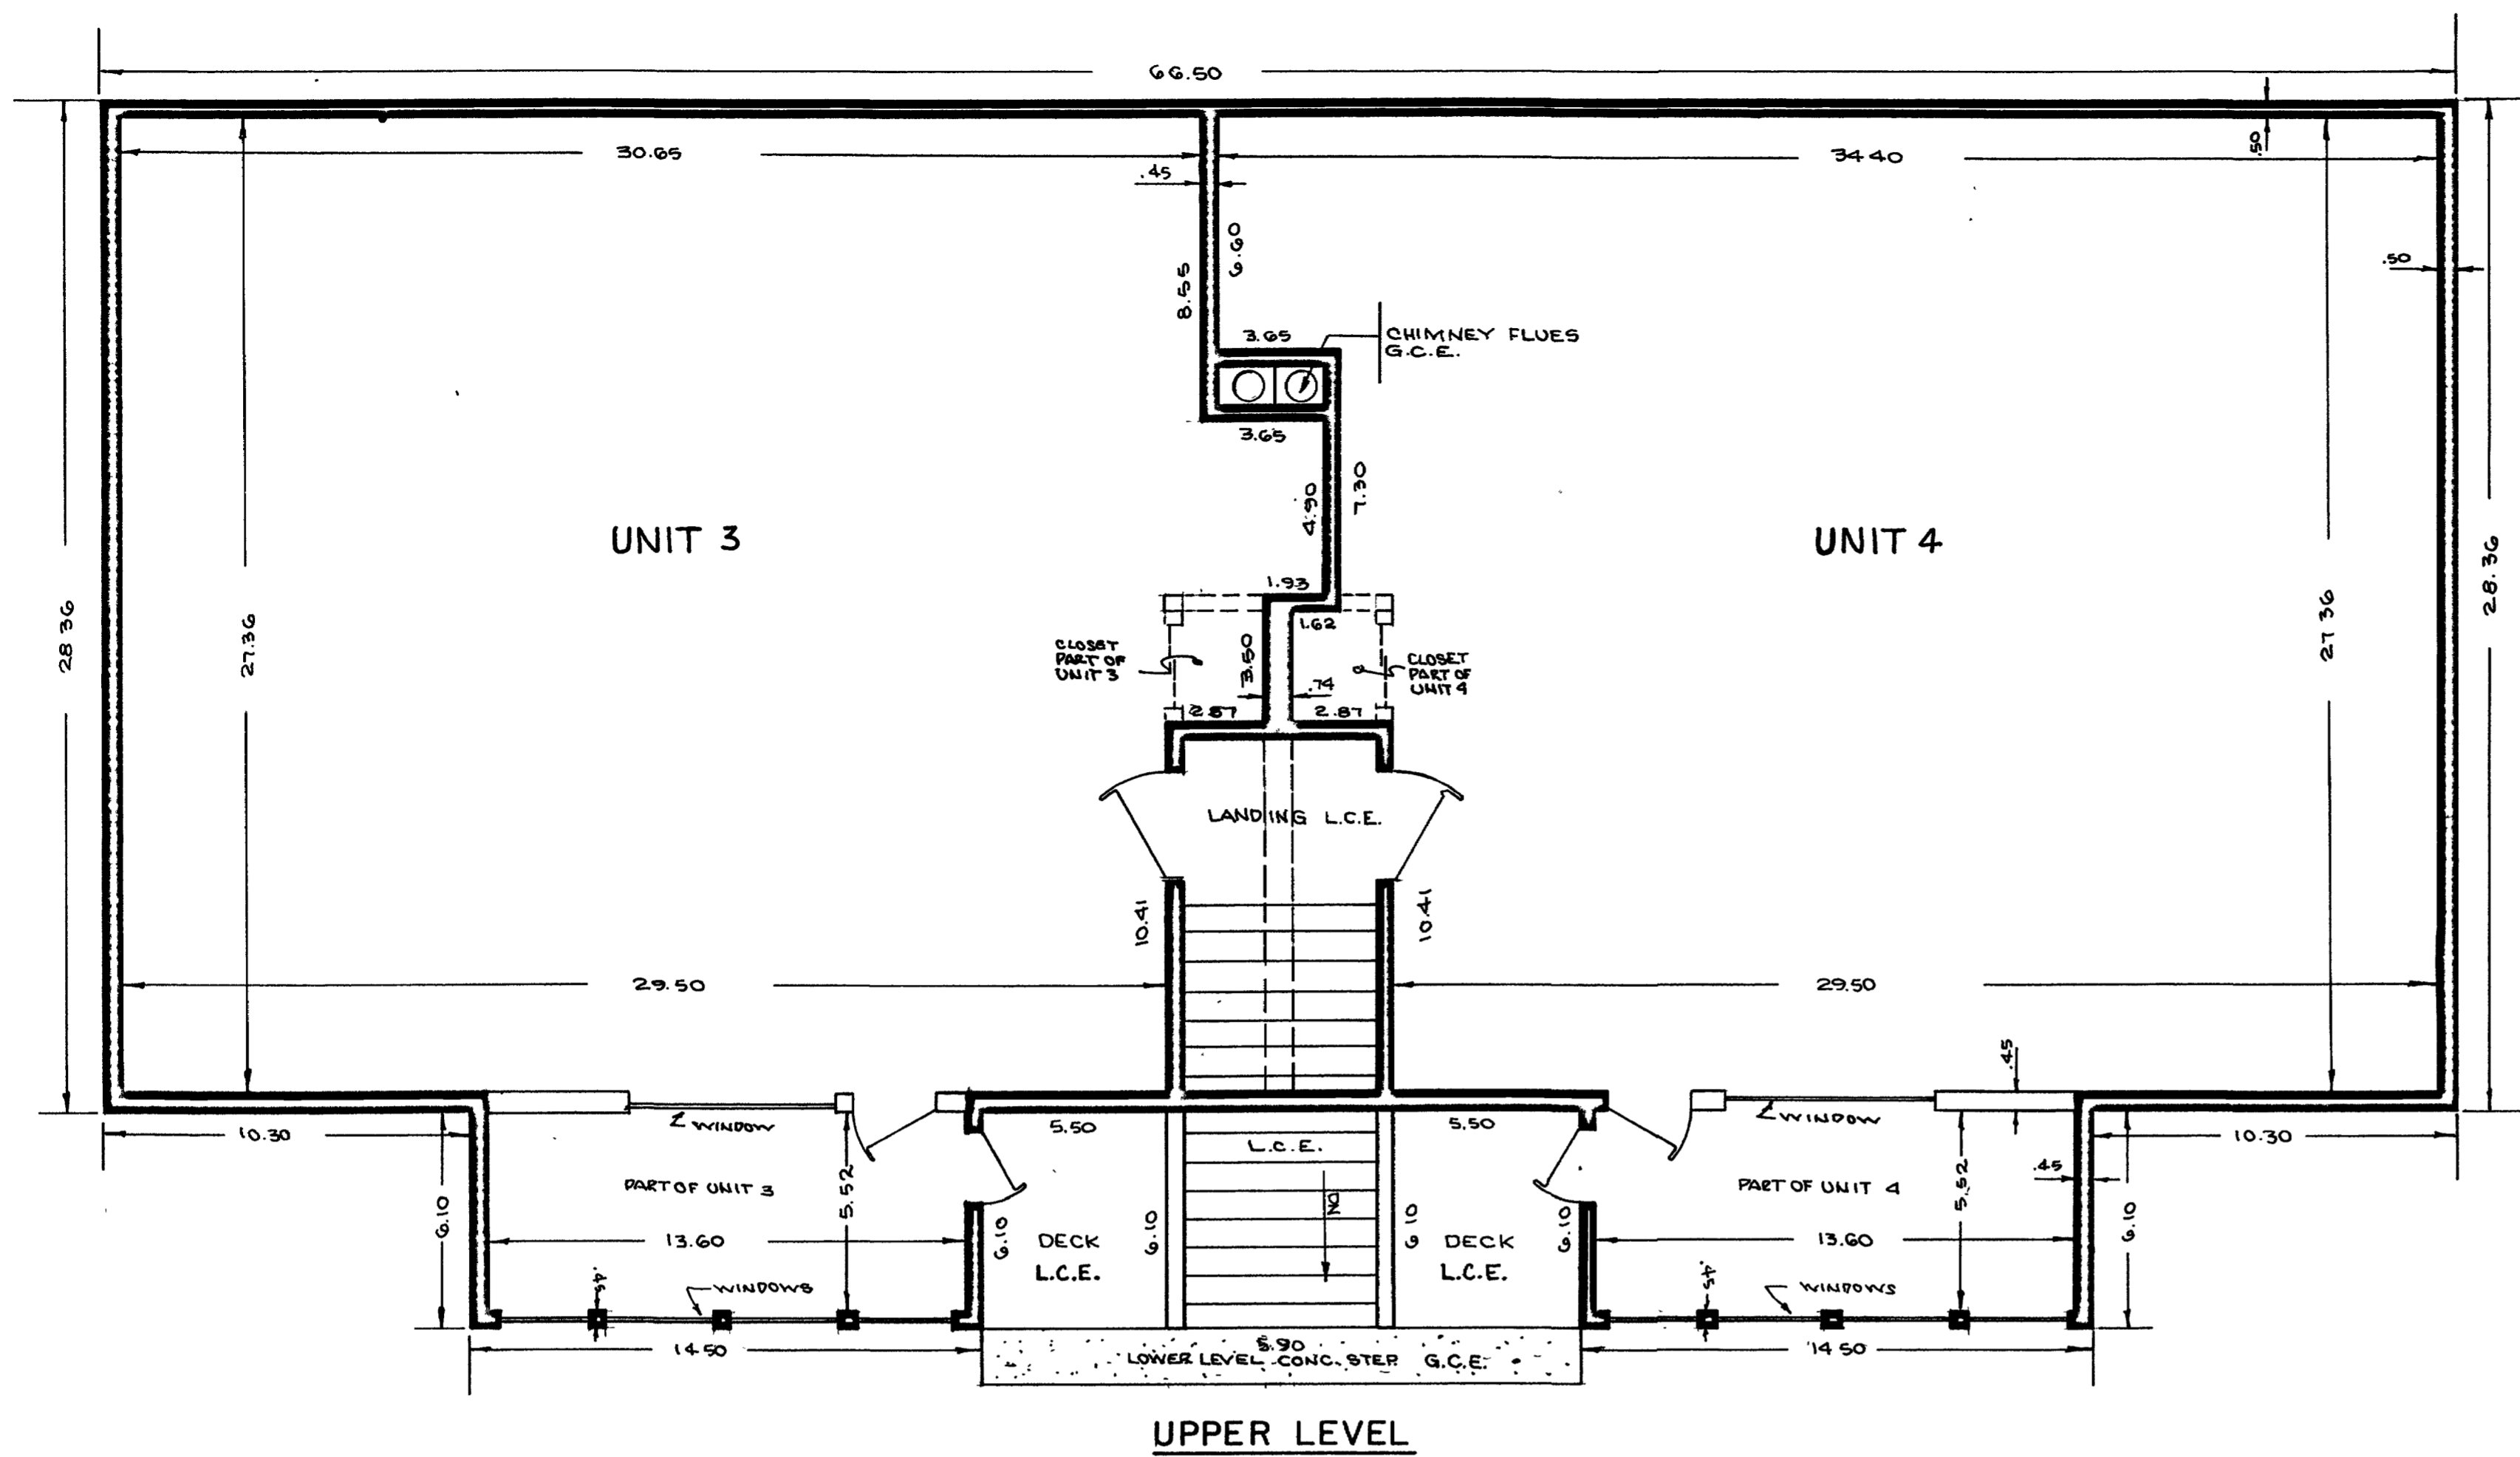 66.50
30.65
34 40
.50
.45
6.60
8.55
.50
3.65
CHIMNEY FLUES
G.C.E.
3.65
4.90
7.30
UNIT 3
UNIT 4
28 36
27.36
27 36
28.36
1.93
1.62
CLOSET
PART OF
UNIT 3
3.50
CLOSET
PART OF
UNIT 4
.74
2.87
2.87
LANDING L.C.E.
10.41
10.41
29.50
29.50
.45
WINDOW
5.50
5.50
WINDOW
10.30
L.C.E.
10.30
PART OF UNIT 3
5.52
DN
PART OF UNIT 4
5.52
.45
6.10
6.10
6.10
6.10
6.10
6.10
13.60
DECK
L.C.E.
DECK
L.C.E.
13.60
.45
WINDOWS
.45
WINDOWS
14 50
5.90
LOWER LEVEL CONC. STEP G.C.E.
14 50
UPPER LEVEL